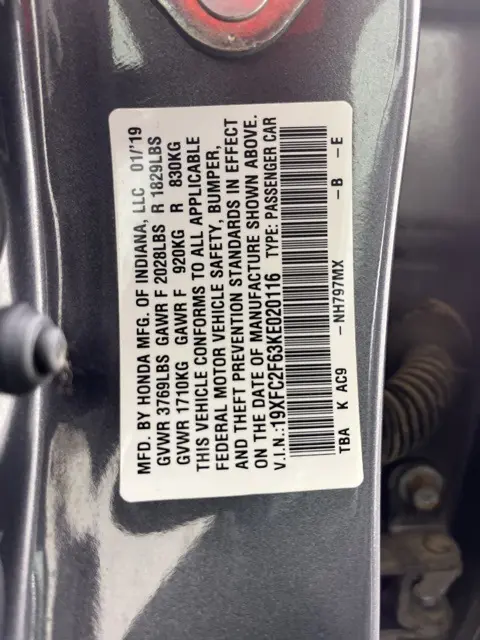 MFD. BY HONDA MFG. OF INDIANA, LLC 01/'19
GVWR 3769LBS GAWR F 2028LBS R 1829LBS
GVWR 1710KG GAWR F 920KG R 830KG
THIS VEHICLE CONFORMS TO ALL APPLICABLE
FEDERAL MOTOR VEHICLE SAFETY, BUMPER,
AND THEFT PREVENTION STANDARDS IN EFFECT
ON THE DATE OF MANUFACTURE SHOWN ABOVE.
V.I.N.:19XFC2F63KE020116 TYPE: PASSENGER CAR
TBA K AC9 -NH797MX -B -E